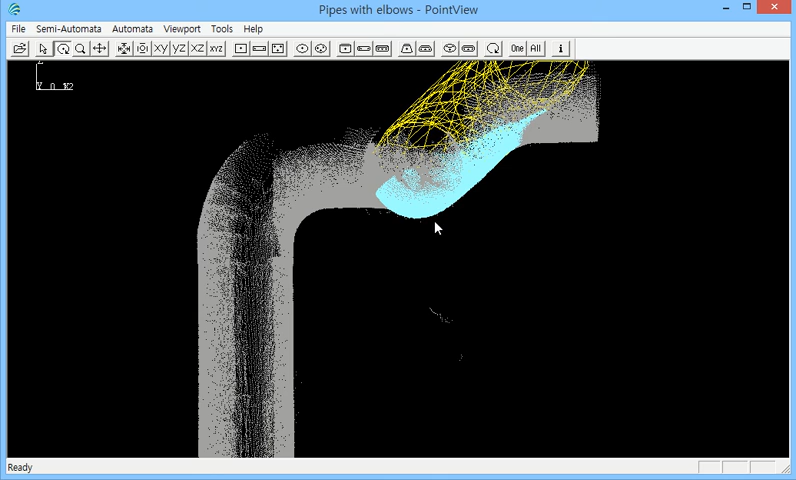 Pipes with elbows - PointView
File Semi-Automata Automata Viewport Tools Help
XY YZ XZ XYZ One All i
Ready